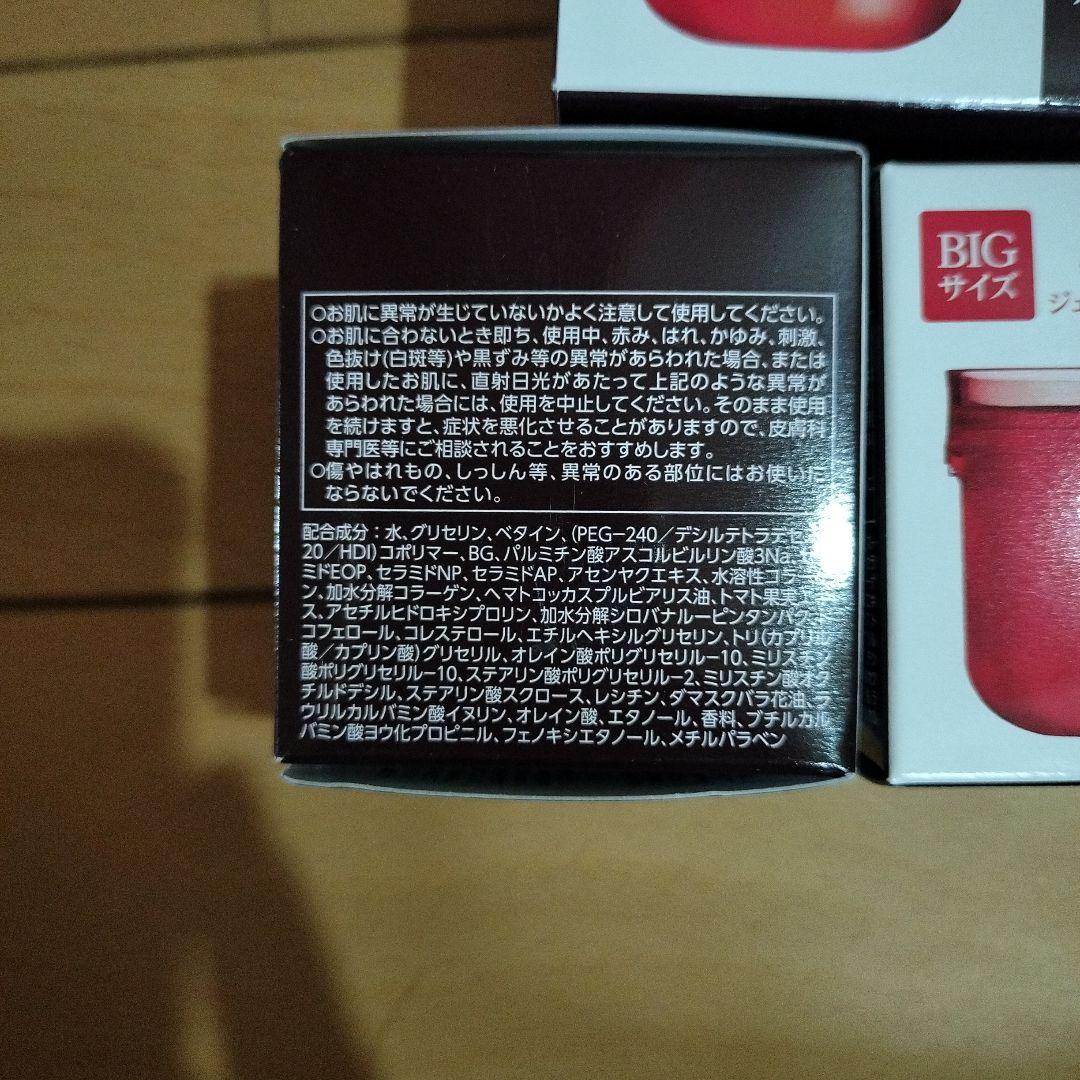 ○お肌に異常が生じていないかよく注意して使用してください。
○お肌に合わないとき即ち、使用中、赤み、はれ、かゆみ、刺激、
色抜け(白斑等)や黒ずみ等の異常があらわれた場合、または
使用したお肌に、直射日光があたって上記のような異常が
あらわれた場合には、使用を中止してください。そのまま使用
を続けますと、症状を悪化させることがありますので、皮膚科
専門医等にご相談されることをおすすめします。
○傷やはれもの、しっしん等、異常のある部位にはお使いに
ならないでください。
配合成分：水、グリセリン、ベタイン、(PEG-240／デシルテトラデセ
20／HDI)コポリマー、BG、パルミチン酸アスコルビルリン酸3Na、
ミドEOP、セラミドNP、セラミドAP、アセンヤクエキス、水溶性コラ
ン、加水分解コラーゲン、ヘマトコッカスプルビアリス油、トマト果実
ス、アセチルヒドロキシプロリン、加水分解シロバナルーピンタンパク
コフェロール、コレステロール、エチルヘキシルグリセリン、トリ(カプリル
酸／カプリン酸)グリセリル、オレイン酸ポリグリセリル-10、ミリスチン
酸ポリグリセリル-10、ステアリン酸ポリグリセリル-2、ミリスチン酸オク
チルドデシル、ステアリン酸スクロース、レシチン、ダマスクバラ花油、ラ
ウリルカルバミン酸イヌリン、オレイン酸、エタノール、香料、ブチルカル
バミン酸ヨウ化プロピニル、フェノキシエタノール、メチルパラベン
BIG
サイズ
ジュ